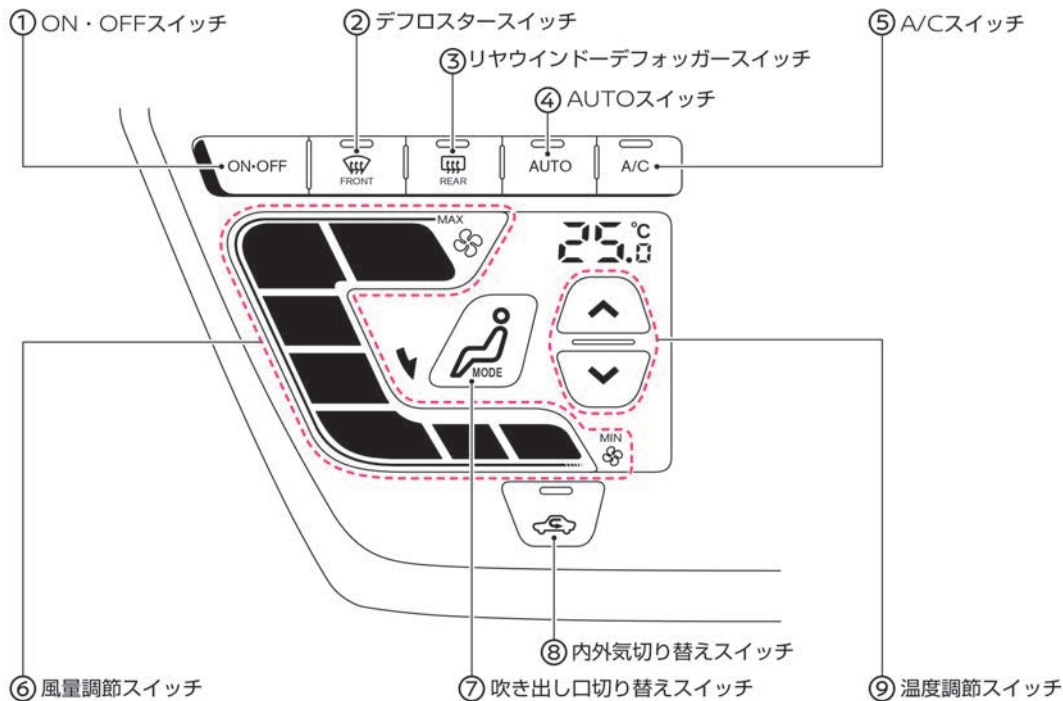 ① ON・OFFスイッチ
② デフロスタースイッチ
⑤ A/Cスイッチ
③ リヤウインドーデフォッガースイッチ
④ AUTOスイッチ
ON•OFF
FRONT
REAR
AUTO
A/C
MAX
25.0 ℃
MODE
MIN
⑧ 内外気切り替えスイッチ
⑥ 風量調節スイッチ
⑦ 吹き出し口切り替えスイッチ
⑨ 温度調節スイッチ